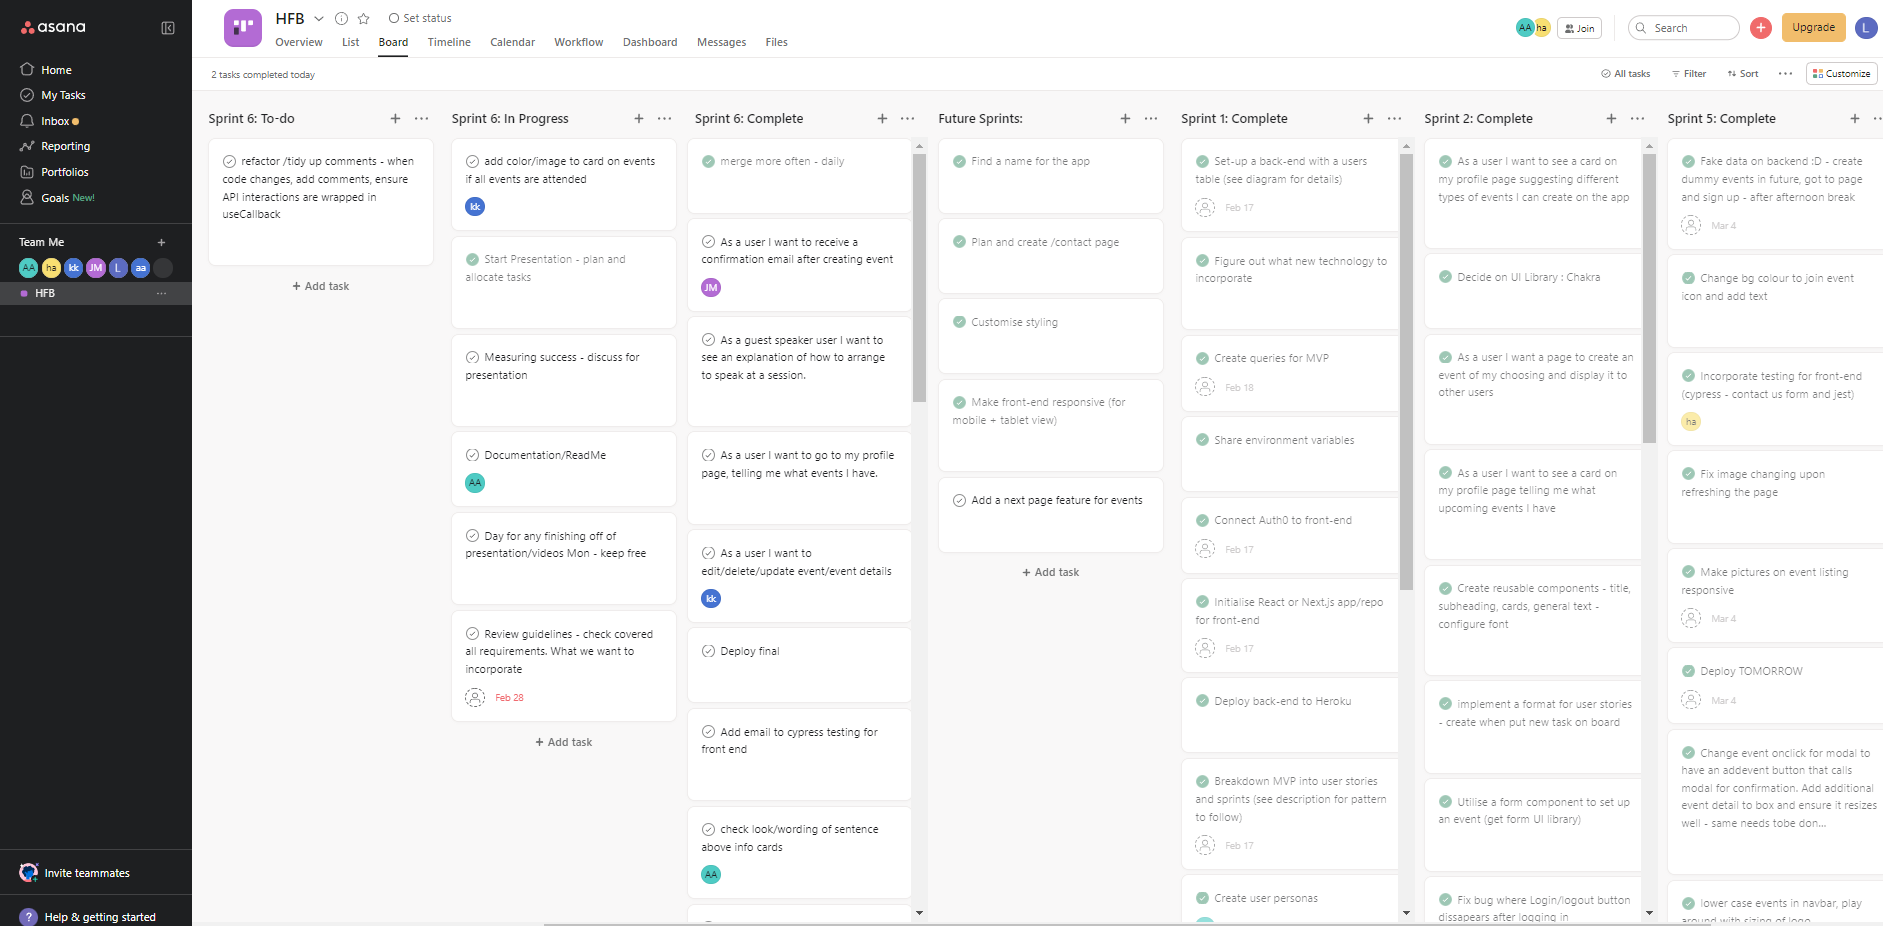 asana
Home
My Tasks
Inbox
Reporting
Portfolios
Goals New!
Team Me
AA ha kk JM L aa
HFB
Invite teammates
? Help & getting started
HFB
Set status
Overview List Board Timeline Calendar Workflow Dashboard Messages Files
AA ha
Join
Search
Upgrade
L
2 tasks completed today
All tasks
Filter
Sort
Customize
Sprint 6: To-do
refactor /tidy up comments - when
code changes, add comments, ensure
API interactions are wrapped in
useCallback
+ Add task
Sprint 6: In Progress
add color/image to card on events
if all events are attended
kk
Start Presentation - plan and
allocate tasks
Measuring success - discuss for
presentation
Documentation/ReadMe
AA
Day for any finishing off of
presentation/videos Mon - keep free
Review guidelines - check covered
all requirements. What we want to
incorporate
Feb 28
+ Add task
Sprint 6: Complete
merge more often - daily
As a user I want to receive a
confirmation email after creating event
JM
As a guest speaker user I want to
see an explanation of how to arrange
to speak at a session.
As a user I want to go to my profile
page, telling me what events I have.
As a user I want to
edit/delete/update event/event details
kk
Deploy final
Add email to cypress testing for
front end
check look/wording of sentence
above info cards
AA
Future Sprints:
Find a name for the app
Plan and create /contact page
Customise styling
Make front-end responsive (for
mobile + tablet view)
Add a next page feature for events
+ Add task
Sprint 1: Complete
Set-up a back-end with a users
table (see diagram for details)
Feb 17
Figure out what new technology to
incorporate
Create queries for MVP
Feb 18
Share environment variables
Connect Auth0 to front-end
Feb 17
Initialise React or Next.js app/repo
for front-end
Feb 17
Deploy back-end to Heroku
Breakdown MVP into user stories
and sprints (see description for pattern
to follow)
Feb 17
Create user personas
Sprint 2: Complete
As a user I want to see a card on
my profile page suggesting different
types of events I can create on the app
Decide on UI Library : Chakra
As a user I want a page to create an
event of my choosing and display it to
other users
As a user I want to see a card on
my profile page telling me what
upcoming events I have
Create reusable components - title,
subheading, cards, general text -
configure font
implement a format for user stories
- create when put new task on board
Utilise a form component to set up
an event (get form UI library)
Fix bug where Login/logout button
dissapears after logging in
Sprint 5: Complete
Fake data on backend :D - create
dummy events in future, got to page
and sign up - after afternoon break
Mar 4
Change bg colour to join event
icon and add text
Incorporate testing for front-end
(cypress - contact us form and jest)
ha
Fix image changing upon
refreshing the page
Make pictures on event listing
responsive
Mar 4
Deploy TOMORROW
Mar 4
Change event onclick for modal to
have an addevent button that calls
modal for confirmation. Add additional
event detail to box and ensure it resizes
well - same needs tobe don...
lower case events in navbar, play
around with sizing of logo